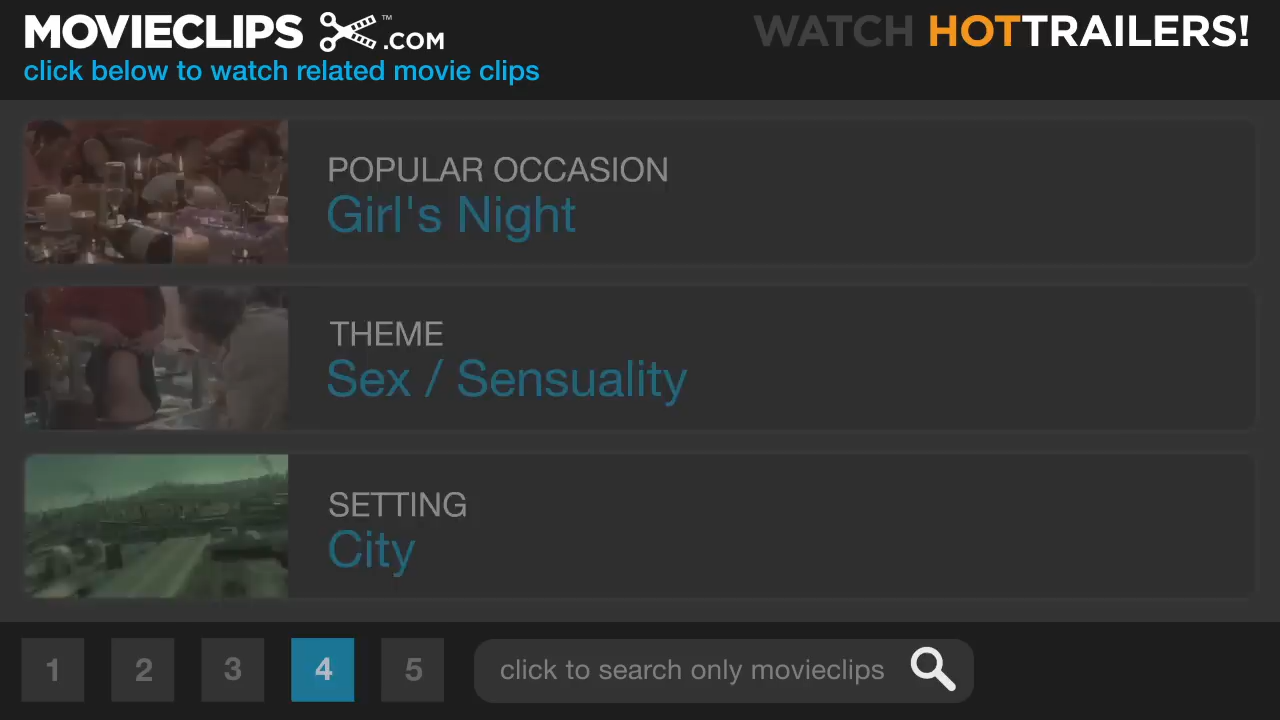 MOVIECLIPS ™ .COM
WATCH HOTTRAILERS!
click below to watch related movie clips
POPULAR OCCASION
Girl's Night
THEME
Sex / Sensuality
SETTING
City
1 2 3 4 5
click to search only movieclips